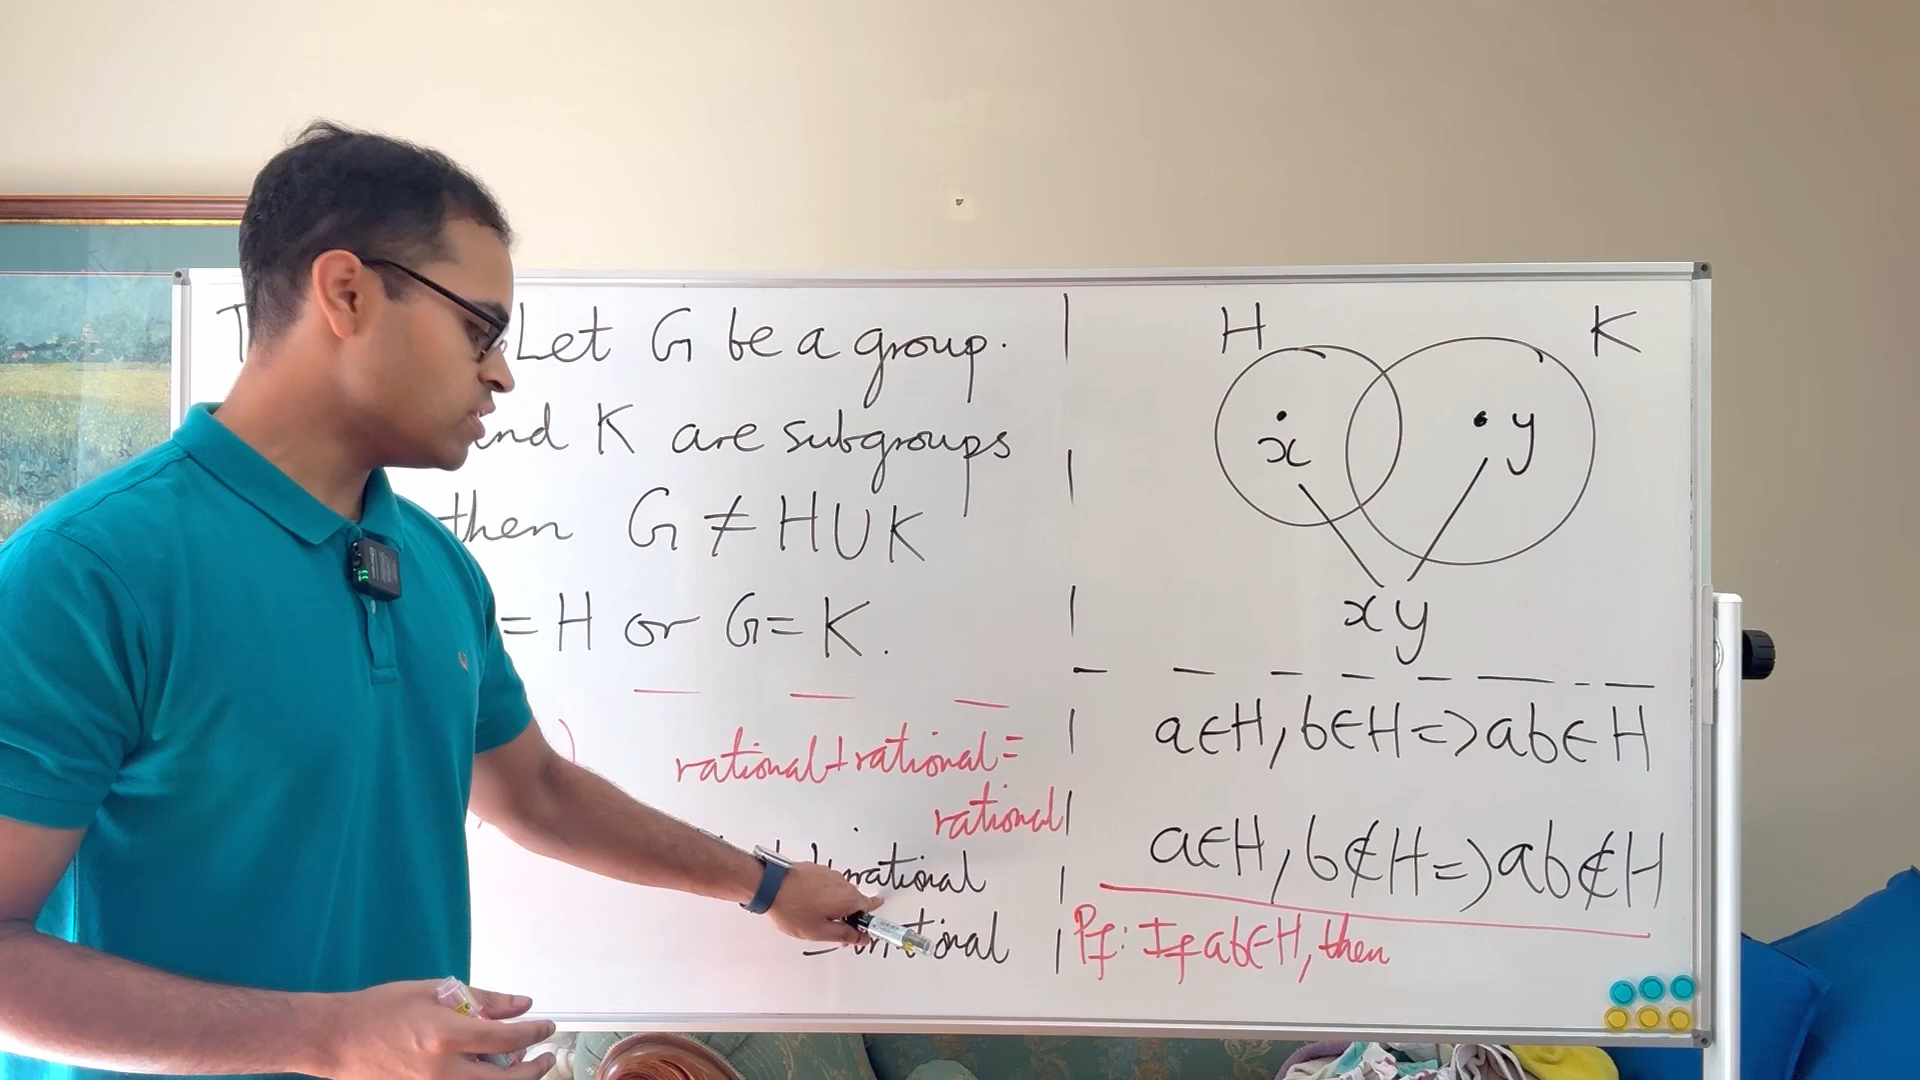 Let G be a group.
and K are subgroups
then G ≠ H∪K
= H or G = K.
rational + rational =
rational
irrational
= irrational
H K
x y
xy
a∈H, b∈H => ab∈H
a∈H, b∉H => ab∉H
Pf: If ab∈H, then